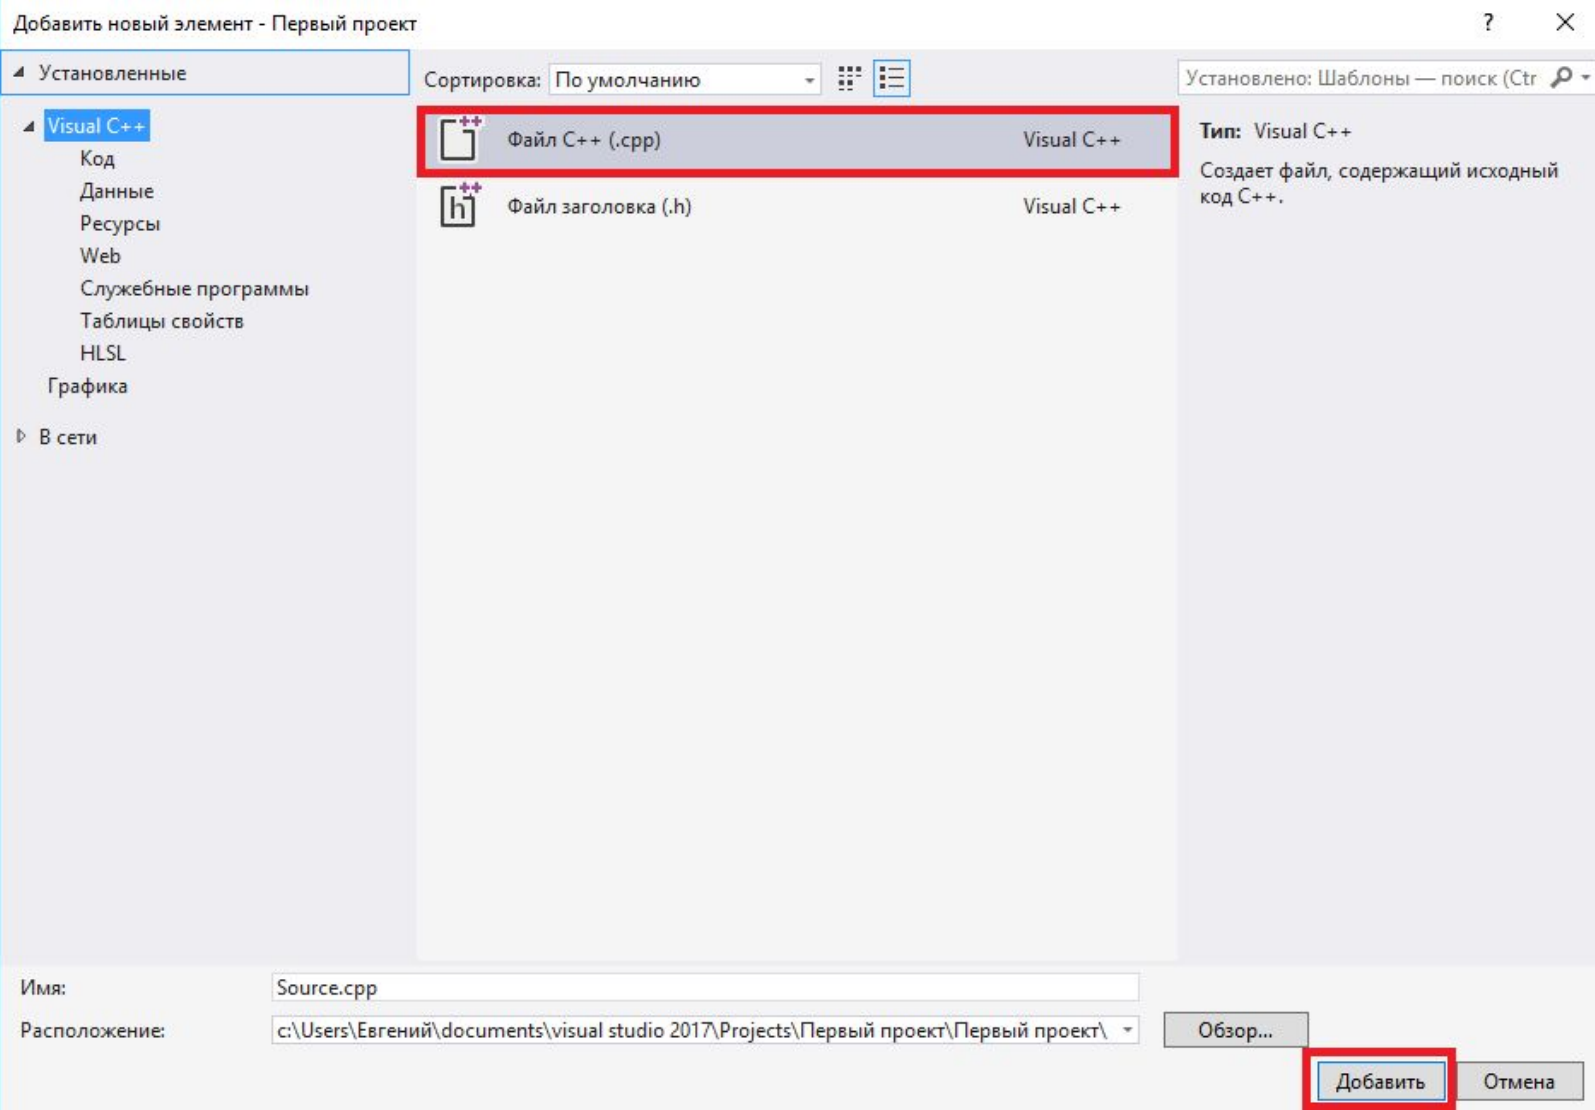 Добавить новый элемент - Первый проект
?
Установленные
Сортировка: По умолчанию
Установлено: Шаблоны — поиск (Ctr
Visual C++
Код
Данные
Ресурсы
Web
Служебные программы
Таблицы свойств
HLSL
Графика
В сети
++
Файл C++ (.cpp) Visual C++
h ++
Файл заголовка (.h) Visual C++
Тип: Visual C++
Создает файл, содержащий исходный
код C++.
Имя: Source.cpp
Расположение: c:\Users\Евгений\documents\visual studio 2017\Projects\Первый проект\Первый проект\
Обзор...
Добавить Отмена